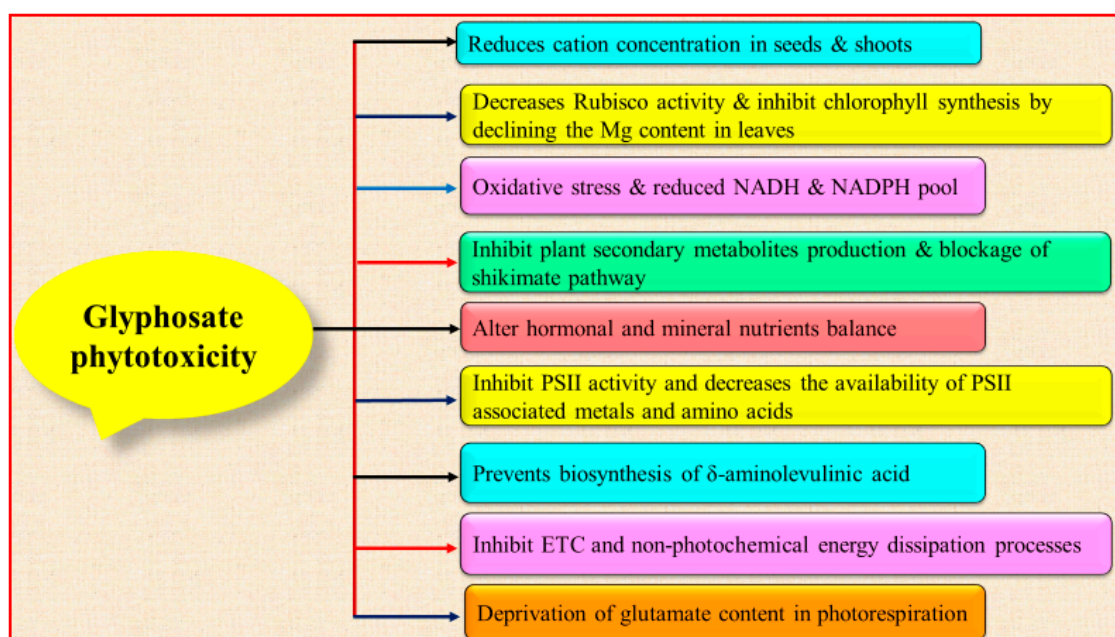 Glyphosate
phytotoxicity
Reduces cation concentration in seeds & shoots
Decreases Rubisco activity & inhibit chlorophyll synthesis by
declining the Mg content in leaves
Oxidative stress & reduced NADH & NADPH pool
Inhibit plant secondary metabolites production & blockage of
shikimate pathway
Alter hormonal and mineral nutrients balance
Inhibit PSII activity and decreases the availability of PSII
associated metals and amino acids
Prevents biosynthesis of δ-aminolevulinic acid
Inhibit ETC and non-photochemical energy dissipation processes
Deprivation of glutamate content in photorespiration